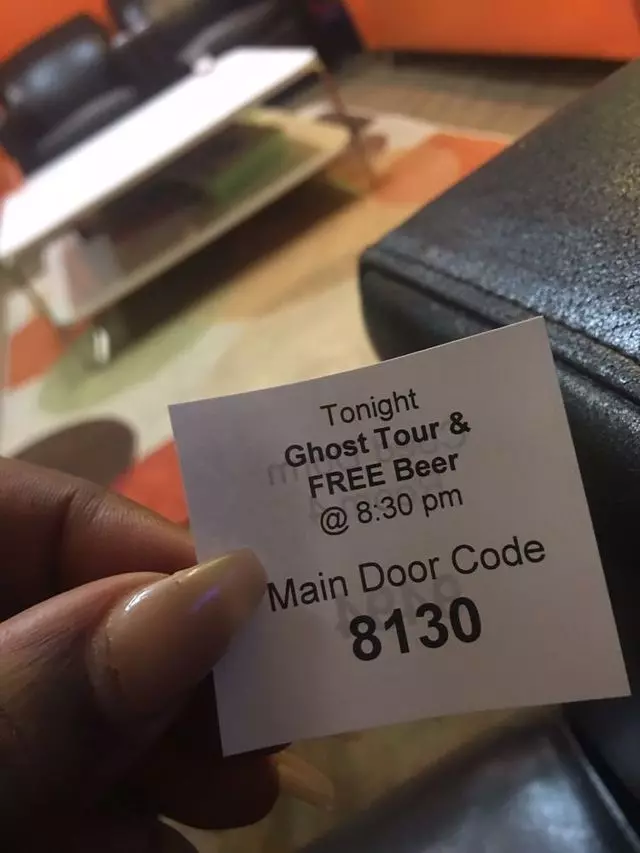 Tonight
Ghost Tour &
FREE Beer
@ 8:30 pm
Main Door Code
8130